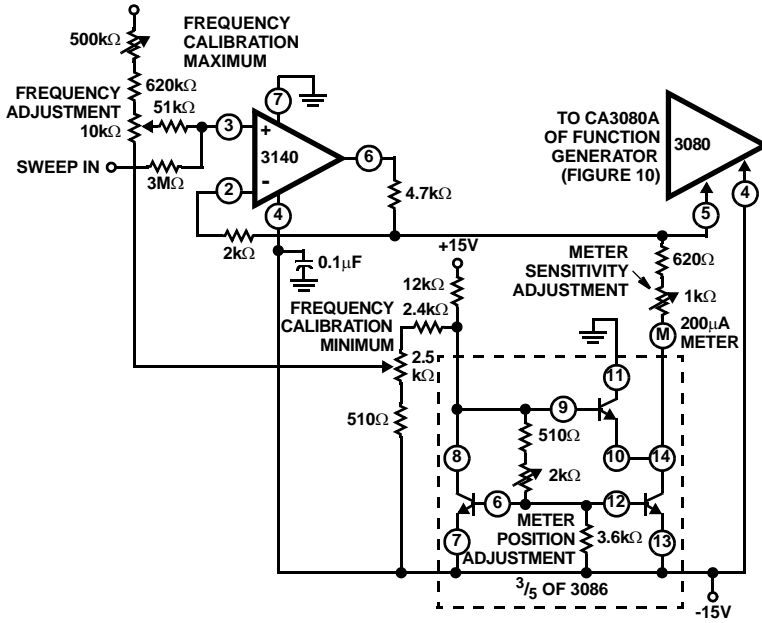 500kΩ
FREQUENCY
CALIBRATION
MAXIMUM
620kΩ
FREQUENCY
ADJUSTMENT
10kΩ
51kΩ
SWEEP IN
3MΩ
7
3
+
3140
6
2
-
4
4.7kΩ
2kΩ
0.1μF
TO CA3080A
OF FUNCTION
GENERATOR
(FIGURE 10)
3080
4
5
+15V
12kΩ
2.4kΩ
FREQUENCY
CALIBRATION
MINIMUM
2.5
kΩ
510Ω
METER
SENSITIVITY
ADJUSTMENT
620Ω
1kΩ
M
200μA
METER
11
9
510Ω
8
10
14
2kΩ
6
12
METER
POSITION
ADJUSTMENT
3.6kΩ
7
13
3/5 OF 3086
-15V